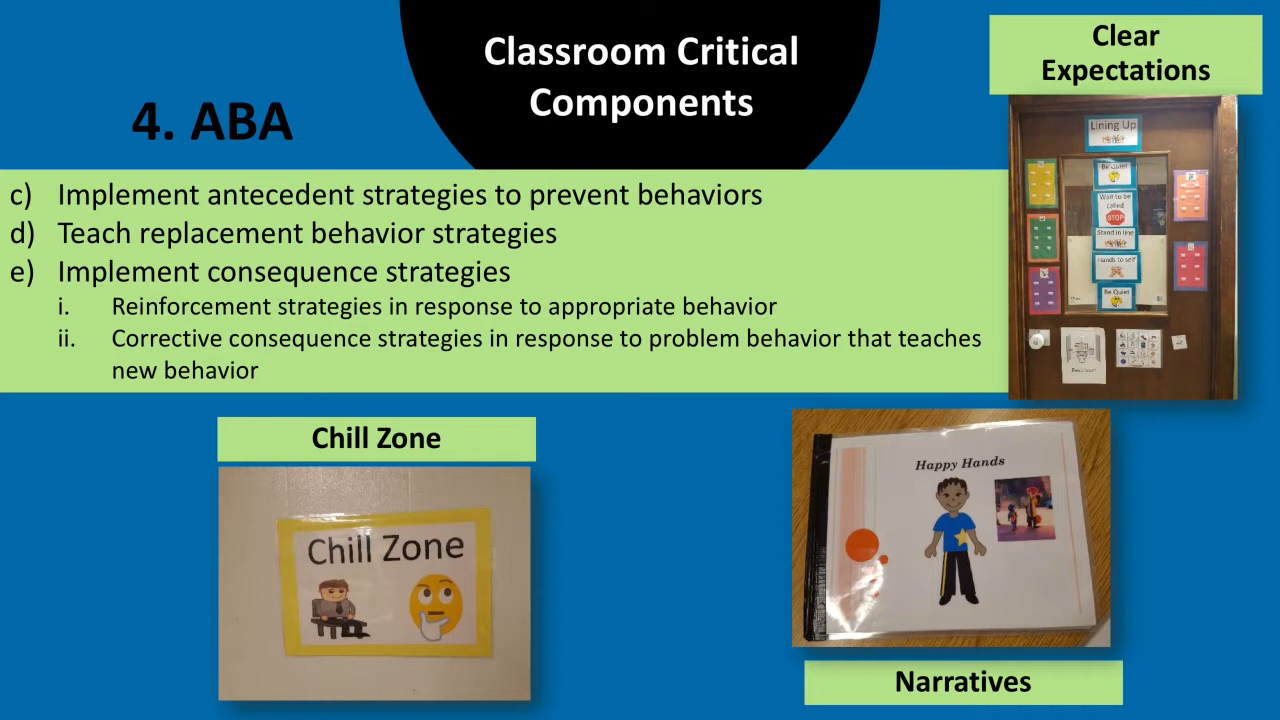 Classroom Critical
Components
4. ABA
Clear
Expectations
c) Implement antecedent strategies to prevent behaviors
d) Teach replacement behavior strategies
e) Implement consequence strategies
i. Reinforcement strategies in response to appropriate behavior
ii. Corrective consequence strategies in response to problem behavior that teaches
new behavior
Lining Up
Be Quiet
Wait to be
called
STOP
Stand in line
Hands to self
Be Quiet
Chill Zone
Chill Zone
Happy Hands
Narratives